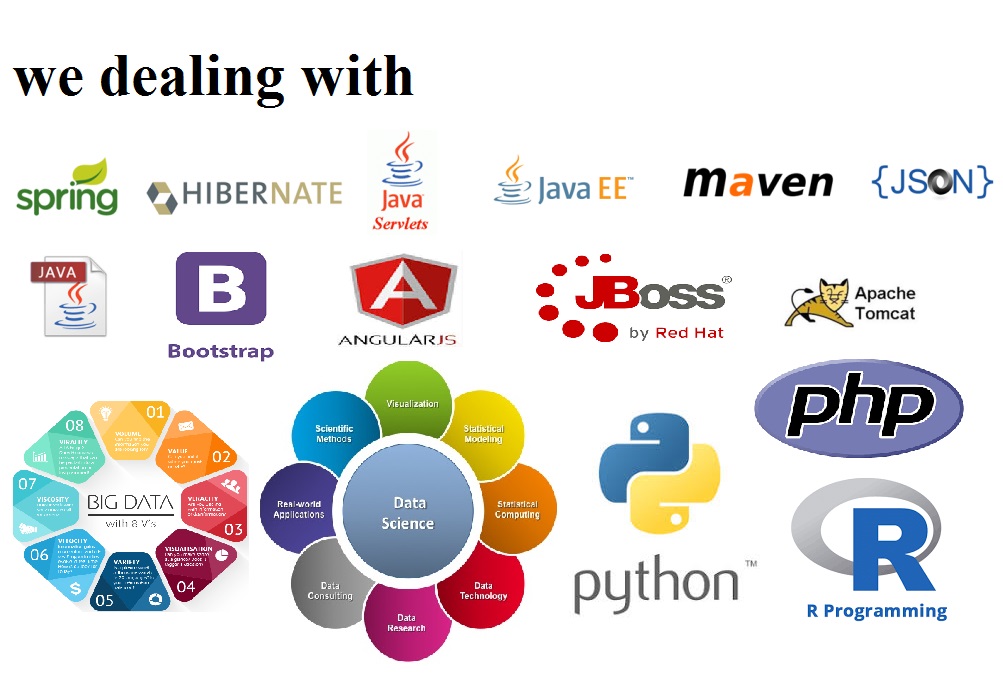 we dealing with
spring
HIBERNATE
Java
Servlets
Java EE™
maven
{JSON}
JAVA
B
Bootstrap
A
ANGULARJS
JBoss®
by Red Hat
Apache
Tomcat
php
BIG DATA
with 8 V's
01
VOLUME
VALUE
02
VERACITY
03
VISUALISATION
04
VARIETY
05
VELOCITY
06
07
VISCOSITY
08
VIRALITY
Data
Science
Visualization
Statistical
Modeling
Statistical
Computing
Data
Technology
Data
Research
Data
Consulting
Real-world
Applications
Scientific
Methods
python™
R
R Programming